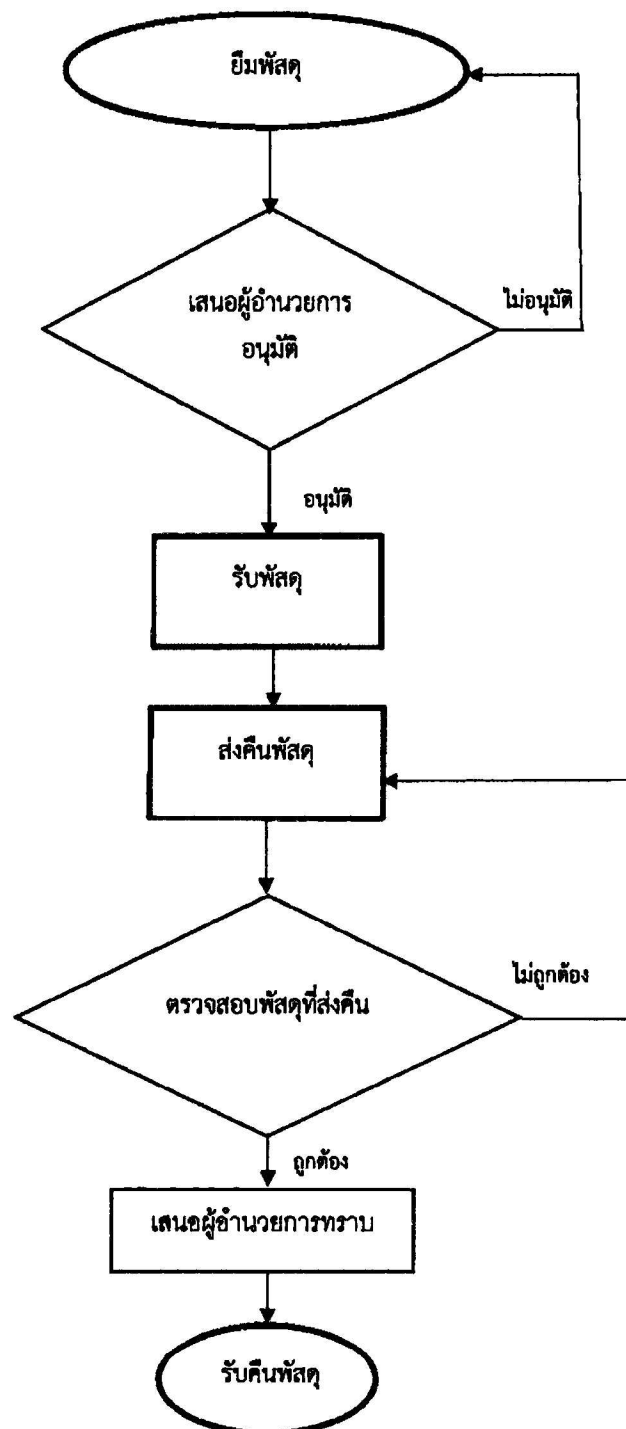 ยืมพัสดุ
เสนอผู้อำนวยการ
อนุมัติ
ไม่อนุมัติ
อนุมัติ
รับพัสดุ
ส่งคืนพัสดุ
ตรวจสอบพัสดุที่ส่งคืน
ไม่ถูกต้อง
ถูกต้อง
เสนอผู้อำนวยการทราบ
รับคืนพัสดุ